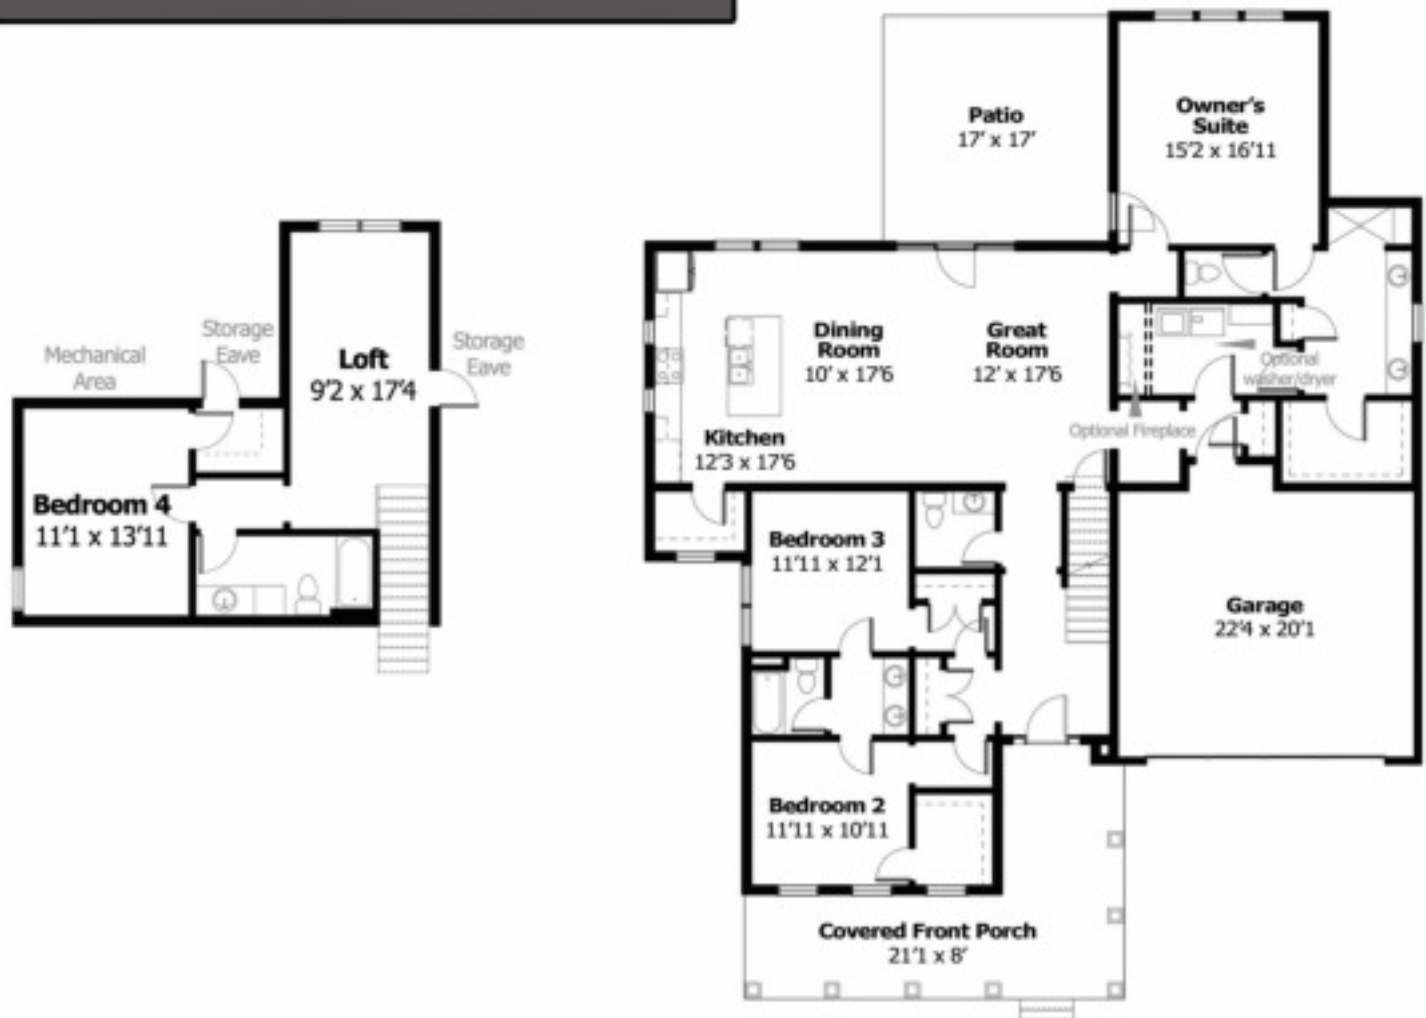 Mechanical
Area
Storage
Eave
Loft
9'2 x 17'4
Storage
Eave
Bedroom 4
11'1 x 13'11
Patio
17' x 17'
Owner's
Suite
15'2 x 16'11
Dining
Room
10' x 17'6
Great
Room
12' x 17'6
Optional
washer/dryer
Optional Fireplace
Kitchen
12'3 x 17'6
Bedroom 3
11'11 x 12'1
Garage
22'4 x 20'1
Bedroom 2
11'11 x 10'11
Covered Front Porch
21'1 x 8'